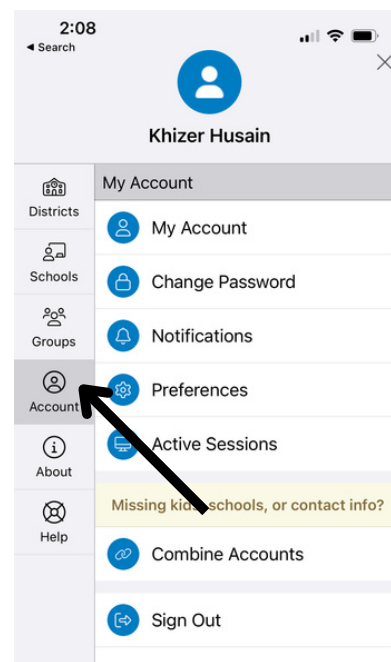 2:08
◀ Search
Khizer Husain
Districts
Schools
Groups
Account
About
Help
My Account
My Account
Change Password
Notifications
Preferences
Active Sessions
Missing kids, schools, or contact info?
Combine Accounts
Sign Out